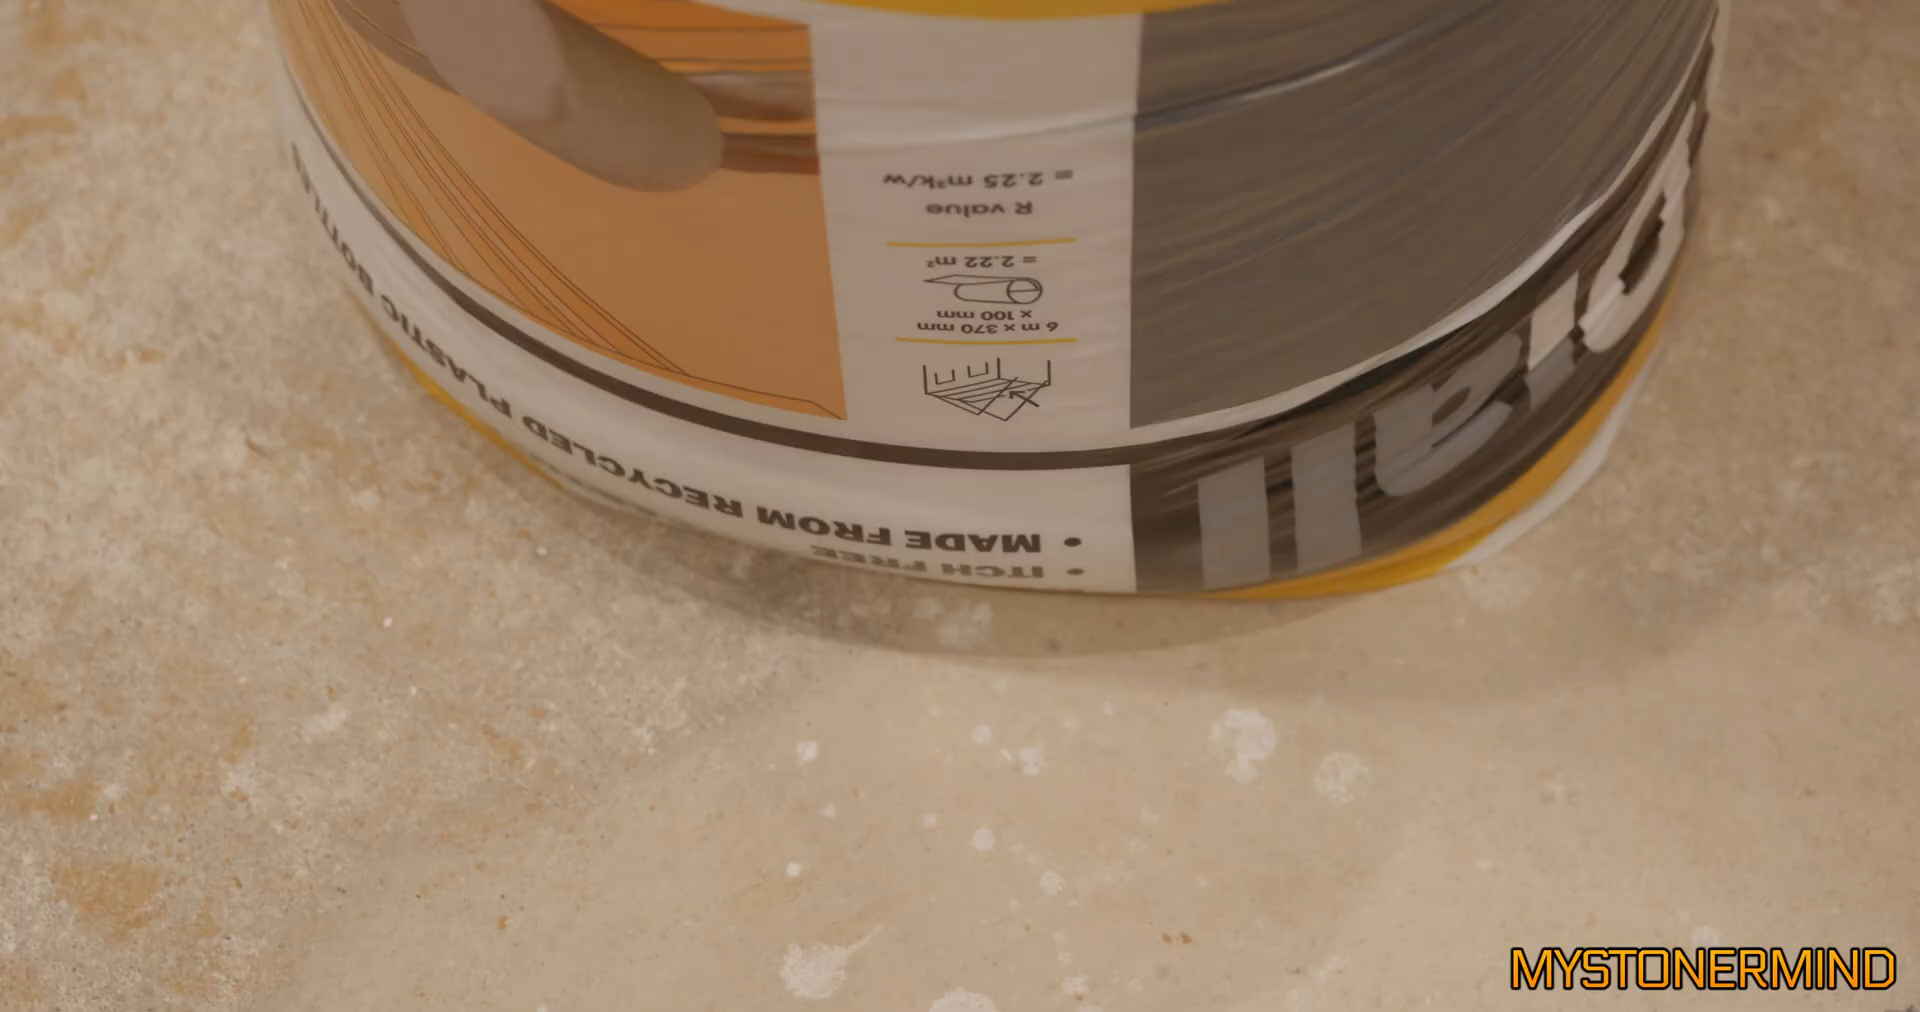 • ITCH FREE
• MADE FROM RECYCLED PLASTIC BOTTLES
6 m x 370 mm
x 100 mm
= 2.22 m²
R value
= 2.25 m²k/w
MYSTONERMIND